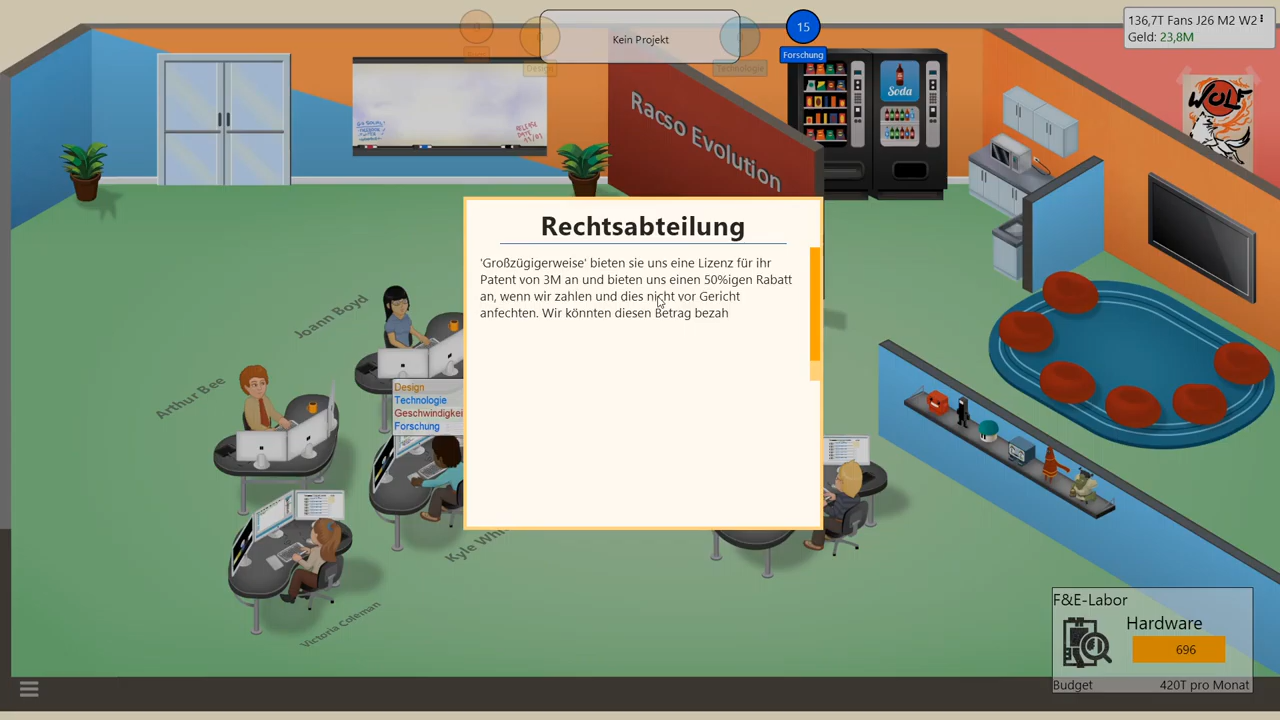 Kein Projekt
15
Forschung
Design
Technologie
136,7T Fans J26 M2 W2
Geld: 23,8M
Racso Evolution
Soda
WOLF
Rechtsabteilung
'Großzügigerweise' bieten sie uns eine Lizenz für ihr
Patent von 3M an und bieten uns einen 50%igen Rabatt
an, wenn wir zahlen und dies nicht vor Gericht
anfechten. Wir könnten diesen Betrag bezah
Joann Boyd
Arthur Bee
Design
Technologie
Geschwindigkei
Forschung
Kyle Whi
Victoria Coleman
F&E-Labor
Hardware
696
Budget
420T pro Monat